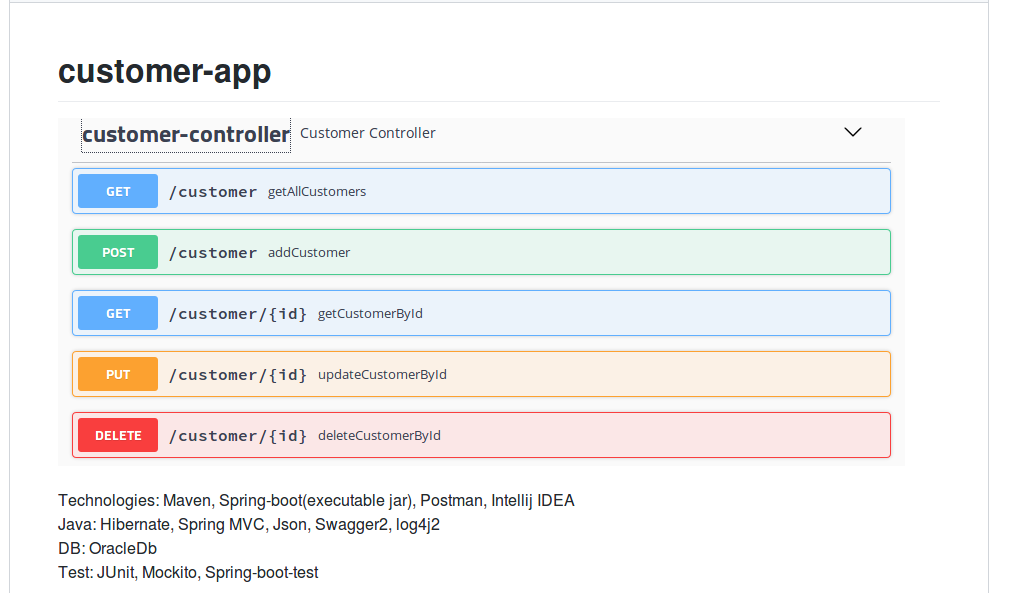 customer-app
customer-controller Customer Controller
GET /customer getAllCustomers
POST /customer addCustomer
GET /customer/{id} getCustomerById
PUT /customer/{id} updateCustomerById
DELETE /customer/{id} deleteCustomerById
Technologies: Maven, Spring-boot(executable jar), Postman, Intellij IDEA
Java: Hibernate, Spring MVC, Json, Swagger2, log4j2
DB: OracleDb
Test: JUnit, Mockito, Spring-boot-test